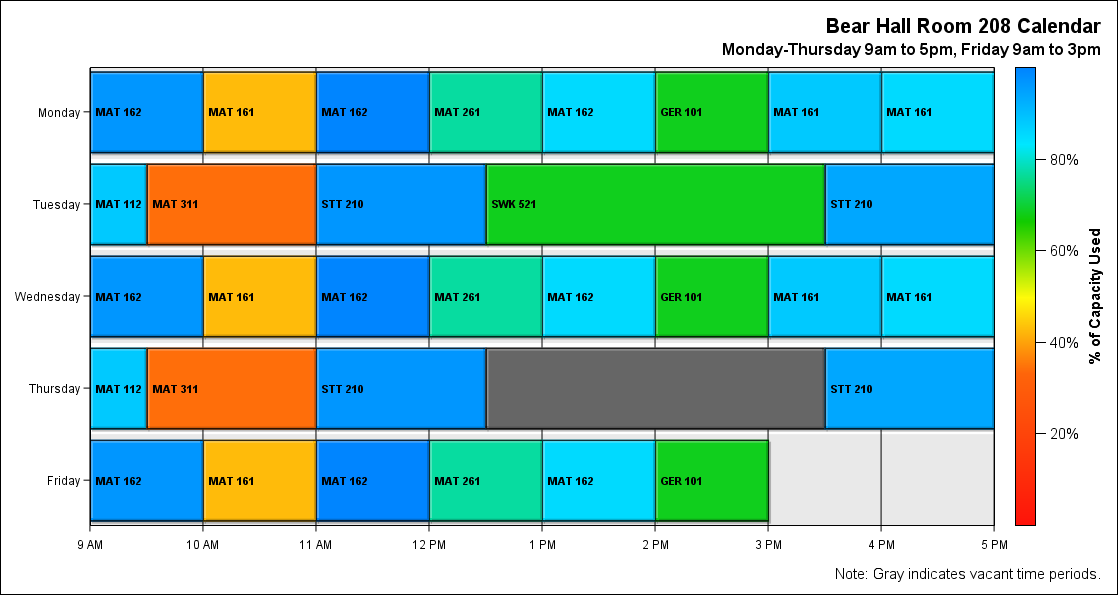 Bear Hall Room 208 Calendar
Monday-Thursday 9am to 5pm, Friday 9am to 3pm
Monday MAT 162 MAT 161 MAT 162 MAT 261 MAT 162 GER 101 MAT 161 MAT 161
Tuesday MAT 112 MAT 311 STT 210 SWK 521 STT 210
Wednesday MAT 162 MAT 161 MAT 162 MAT 261 MAT 162 GER 101 MAT 161 MAT 161
Thursday MAT 112 MAT 311 STT 210 STT 210
Friday MAT 162 MAT 161 MAT 162 MAT 261 MAT 162 GER 101
9 AM 10 AM 11 AM 12 PM 1 PM 2 PM 3 PM 4 PM 5 PM
80%
60%
40%
20%
% of Capacity Used
Note: Gray indicates vacant time periods.